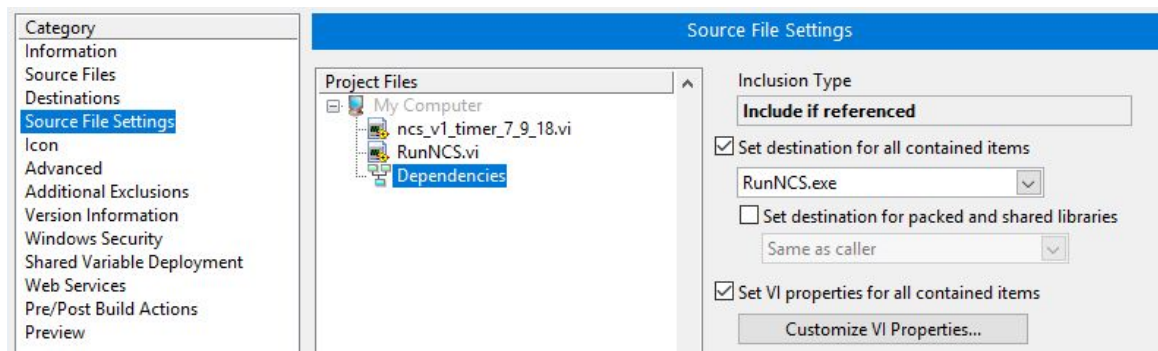 Category
Information
Source Files
Destinations
Source File Settings
Icon
Advanced
Additional Exclusions
Version Information
Windows Security
Shared Variable Deployment
Web Services
Pre/Post Build Actions
Preview
Source File Settings
Project Files
My Computer
ncs_v1_timer_7_9_18.vi
RunNCS.vi
Dependencies
Inclusion Type
Include if referenced
Set destination for all contained items
RunNCS.exe
Set destination for packed and shared libraries
Same as caller
Set VI properties for all contained items
Customize VI Properties...